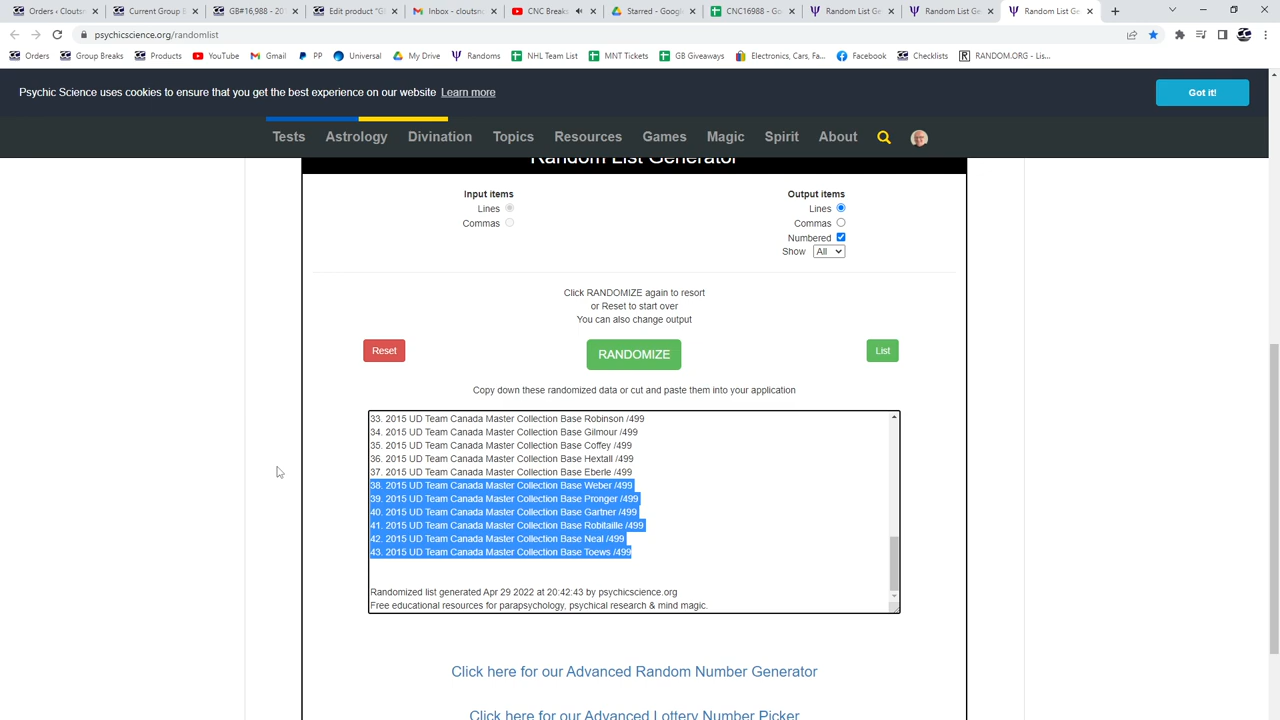 Orders ‹ Cloutsn
Current Group B
GB#16,988 - 201
Edit product "G
Inbox - cloutsno
CNC Breaks
Starred - Google
CNC16988 - Goo
Random List Ge
Random List Ge
Random List Ge
psychicscience.org/randomlist
Orders
Group Breaks
Products
YouTube
Gmail
PP
Universal
My Drive
Randoms
NHL Team List
MNT Tickets
GB Giveaways
Electronics, Cars, Fa...
Facebook
Checklists
RANDOM.ORG - Lis...
Psychic Science uses cookies to ensure that you get the best experience on our website Learn more
Got it!
Tests Astrology Divination Topics Resources Games Magic Spirit About
Random List Generator
Input items
Lines
Commas
Output items
Lines
Commas
Numbered
Show All
Click RANDOMIZE again to resort
or Reset to start over
You can also change output
Reset
RANDOMIZE
List
Copy down these randomized data or cut and paste them into your application
33. 2015 UD Team Canada Master Collection Base Robinson /499
34. 2015 UD Team Canada Master Collection Base Gilmour /499
35. 2015 UD Team Canada Master Collection Base Coffey /499
36. 2015 UD Team Canada Master Collection Base Hextall /499
37. 2015 UD Team Canada Master Collection Base Eberle /499
38. 2015 UD Team Canada Master Collection Base Weber /499
39. 2015 UD Team Canada Master Collection Base Pronger /499
40. 2015 UD Team Canada Master Collection Base Gartner /499
41. 2015 UD Team Canada Master Collection Base Robitaille /499
42. 2015 UD Team Canada Master Collection Base Neal /499
43. 2015 UD Team Canada Master Collection Base Toews /499
Randomized list generated Apr 29 2022 at 20:42:43 by psychicscience.org
Free educational resources for parapsychology, psychical research & mind magic.
Click here for our Advanced Random Number Generator
Click here for our Advanced Lottery Number Picker